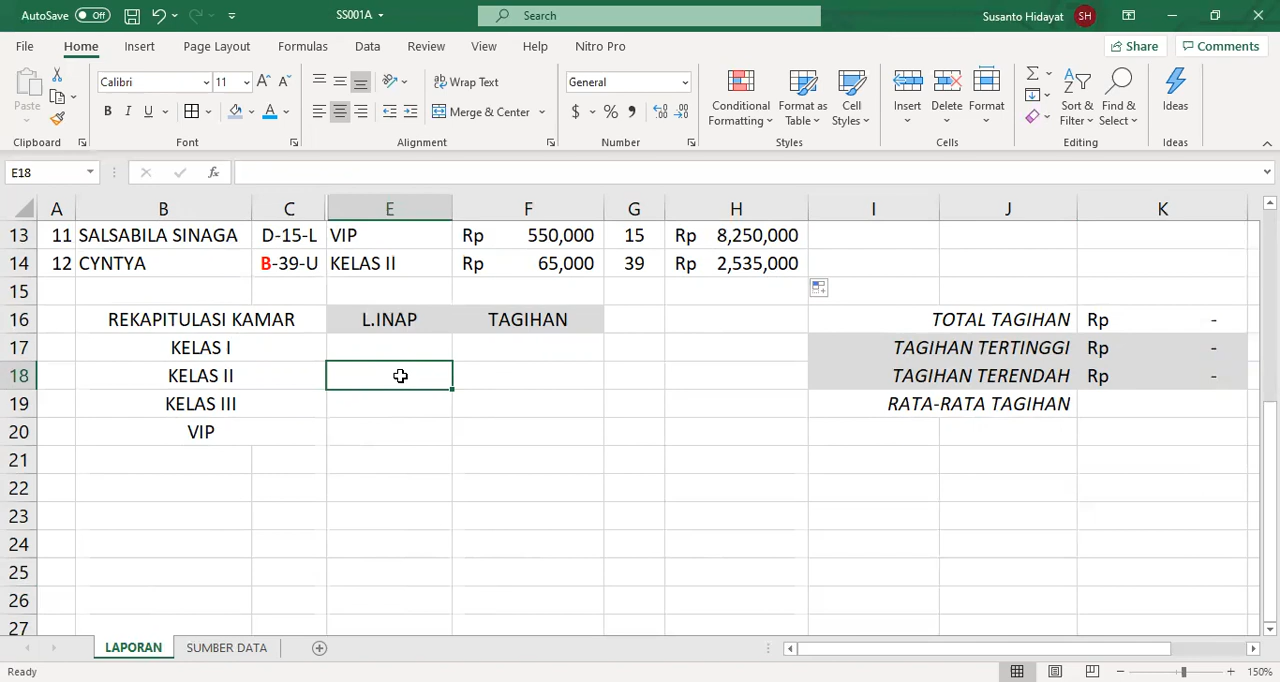 AutoSave Off SS001A Search Susanto Hidayat SH
File Home Insert Page Layout Formulas Data Review View Help Nitro Pro Share Comments
Paste Calibri 11 A A Wrap Text General Conditional Formatting Format as Table Cell Styles Insert Delete Format Sort & Filter Find & Select Ideas
B I U A Merge & Center $ % 9
Clipboard Font Alignment Number Styles Cells Editing Ideas
E18 fx
A B C E F G H I J K
13 11 SALSABILA SINAGA D-15-L VIP Rp 550,000 15 Rp 8,250,000
14 12 CYNTYA B-39-U KELAS II Rp 65,000 39 Rp 2,535,000
15
16 REKAPITULASI KAMAR L.INAP TAGIHAN TOTAL TAGIHAN Rp -
17 KELAS I TAGIHAN TERTINGGI Rp -
18 KELAS II TAGIHAN TERENDAH Rp -
19 KELAS III RATA-RATA TAGIHAN
20 VIP
21
22
23
24
25
26
27
LAPORAN SUMBER DATA
Ready 150%